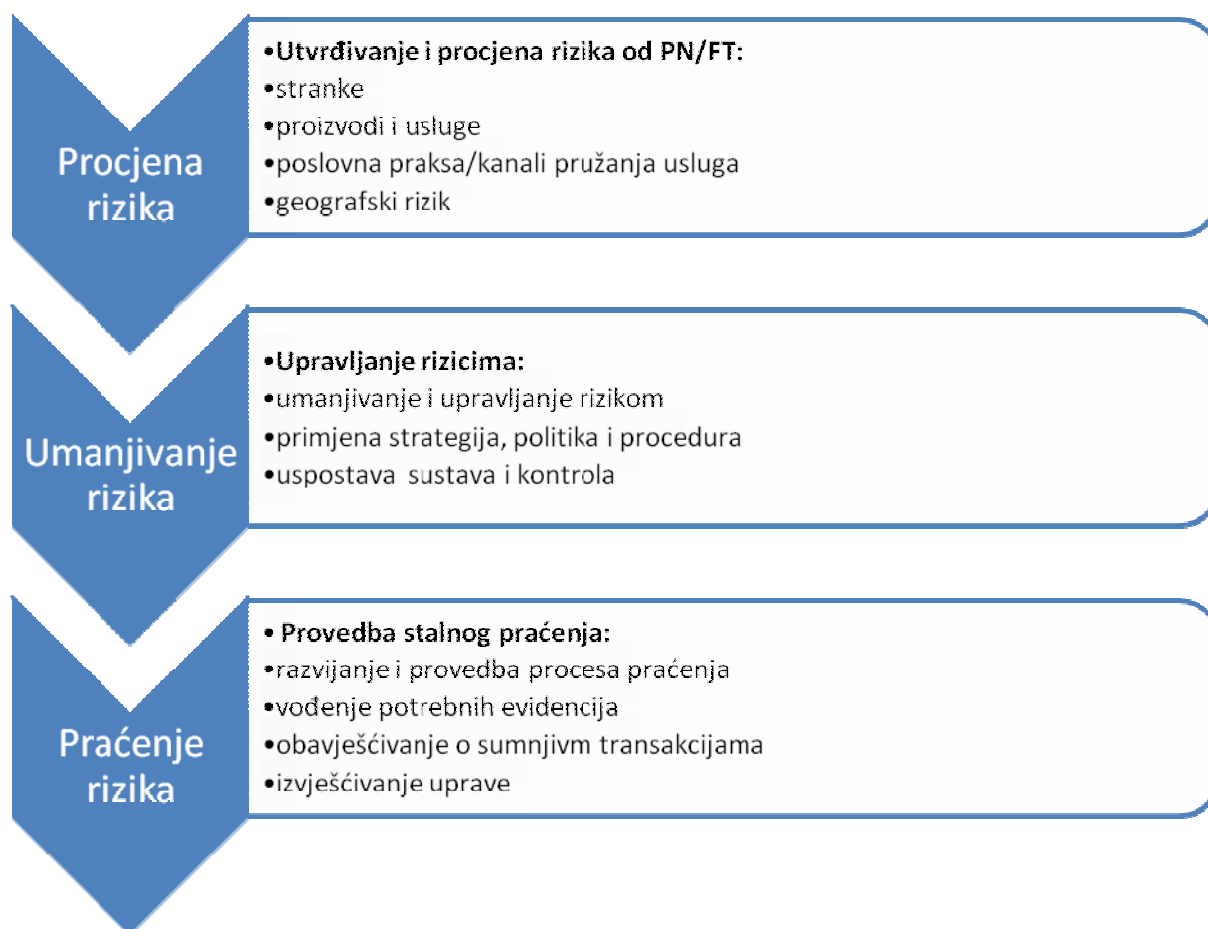 Procjena
rizika
•Utvrđivanje i procjena rizika od PN/FT:
•stranke
•proizvodi i usluge
•poslovna praksa/kanali pružanja usluga
•geografski rizik
Umanjivanje
rizika
•Upravljanje rizicima:
•umanjivanje i upravljanje rizikom
•primjena strategija, politika i procedura
•uspostava sustava i kontrola
Praćenje
rizika
• Provedba stalnog praćenja:
•razvijanje i provedba procesa praćenja
•vođenje potrebnih evidencija
•obavješćivanje o sumnjivm transakcijama
•izvješćivanje uprave